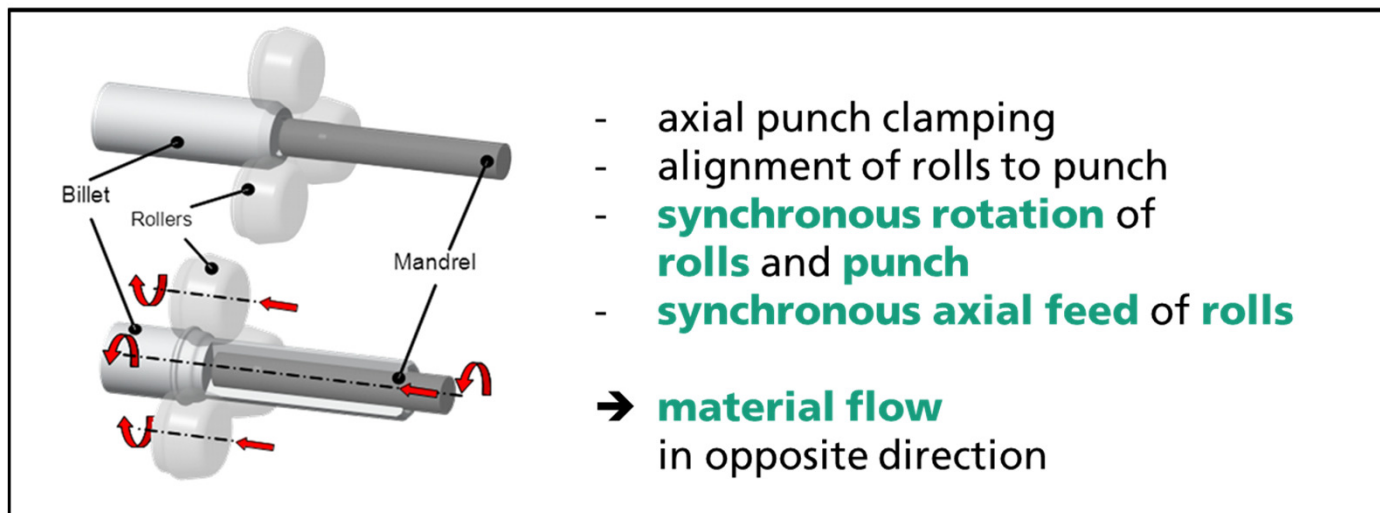 Billet
Rollers
Mandrel
- axial punch clamping
- alignment of rolls to punch
- synchronous rotation of
rolls and punch
- synchronous axial feed of rolls
➔ material flow
in opposite direction